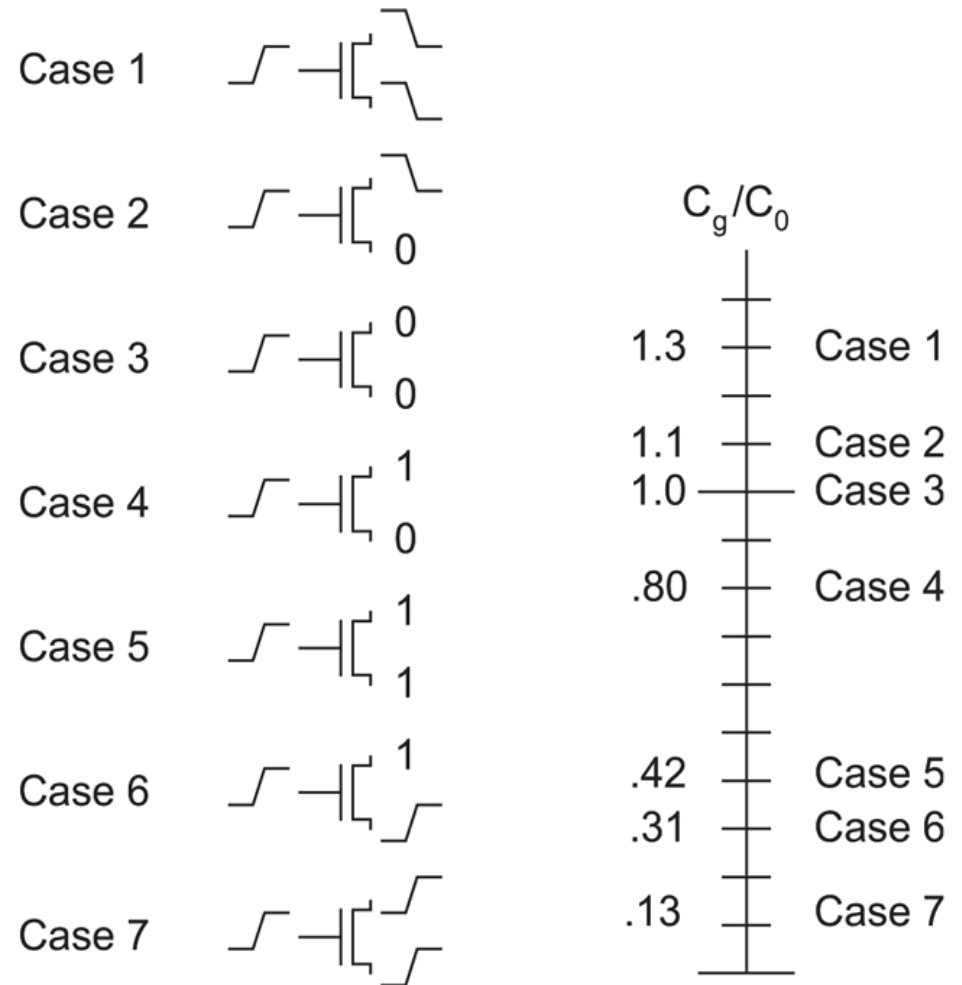 Case 1
Case 2
0
Case 3
0
0
Case 4
1
0
Case 5
1
1
Case 6
1
Case 7
Cg/C0
1.3 Case 1
1.1 Case 2
1.0 Case 3
.80 Case 4
.42 Case 5
.31 Case 6
.13 Case 7